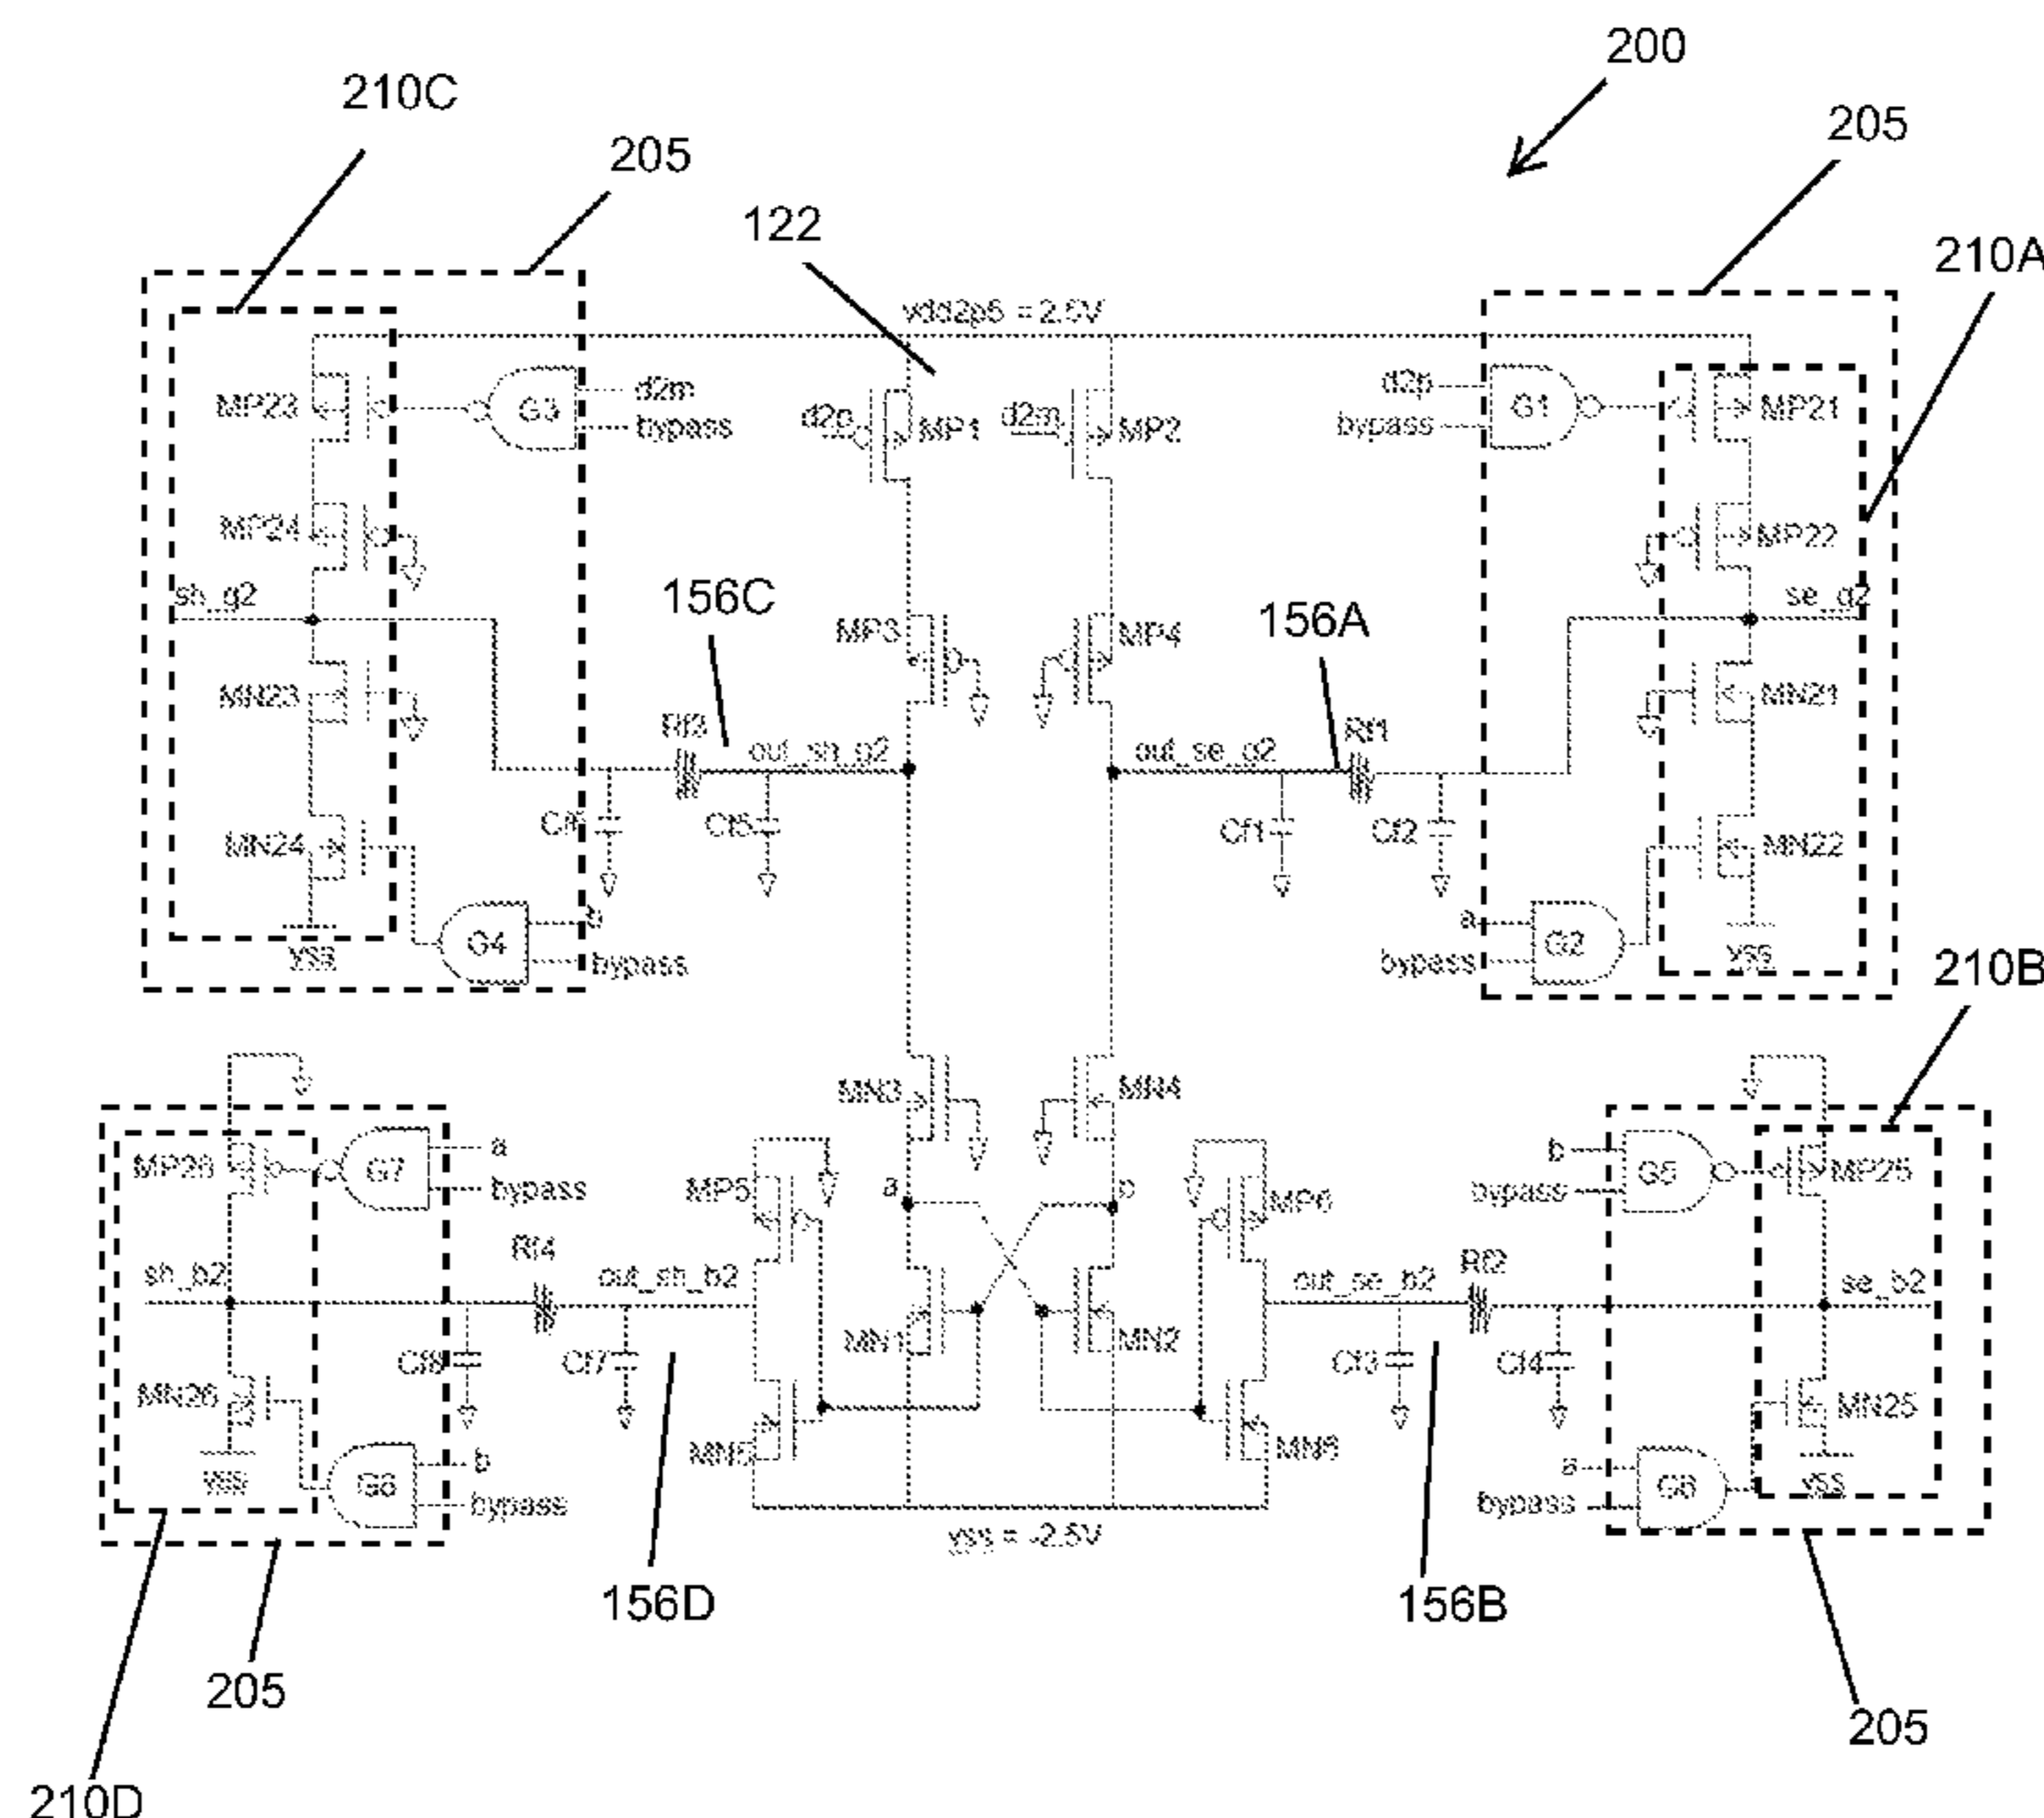 200
210C
205
205
122
210A
vdd2p5 = 2.5V
MP23
G3
d2m
bypass
d2p
MP1
d2m
MP2
d2p
bypass
G1
MP21
MP24
MP22
sh_g2
156C
156A
se_g2
MP3
MP4
MN23
MN21
Rf3
out_sh_g2
out_se_g2
Rf1
MN24
Cf5
Cf1
Cf2
MN22
vss
G4
b
bypass
a
bypass
G2
vss
210B
MN3
MN4
G7
a
bypass
MP5
a
b
MP6
b
bypass
G5
MP25
sh_b2
Rf4
out_sh_b2
out_se_b2
Rf2
se_b2
MN1
MN2
Cf8
Cf7
Cf3
Cf4
MN26
MN25
MN5
MN6
vss
b
bypass
a
bypass
vss
vss = -2.5V
156D
156B
205
205
210D